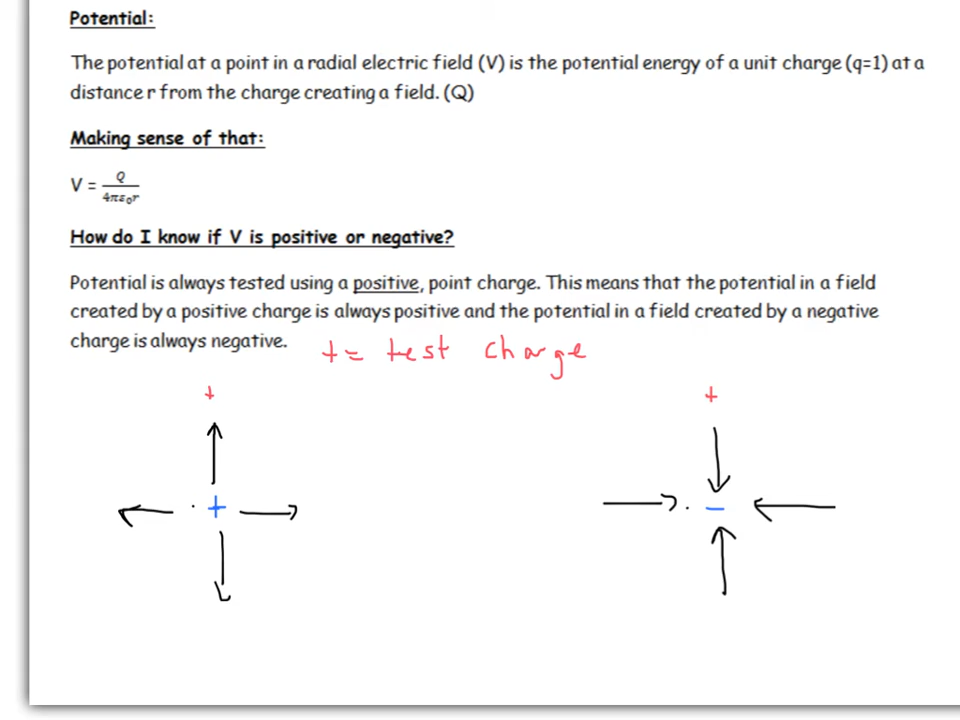 Potential:
The potential at a point in a radial electric field (V) is the potential energy of a unit charge (q=1) at a
distance r from the charge creating a field. (Q)
Making sense of that:
V = Q / 4πε₀r
How do I know if V is positive or negative?
Potential is always tested using a positive, point charge. This means that the potential in a field
created by a positive charge is always positive and the potential in a field created by a negative
charge is always negative.
+ = test charge
+ +
+ −